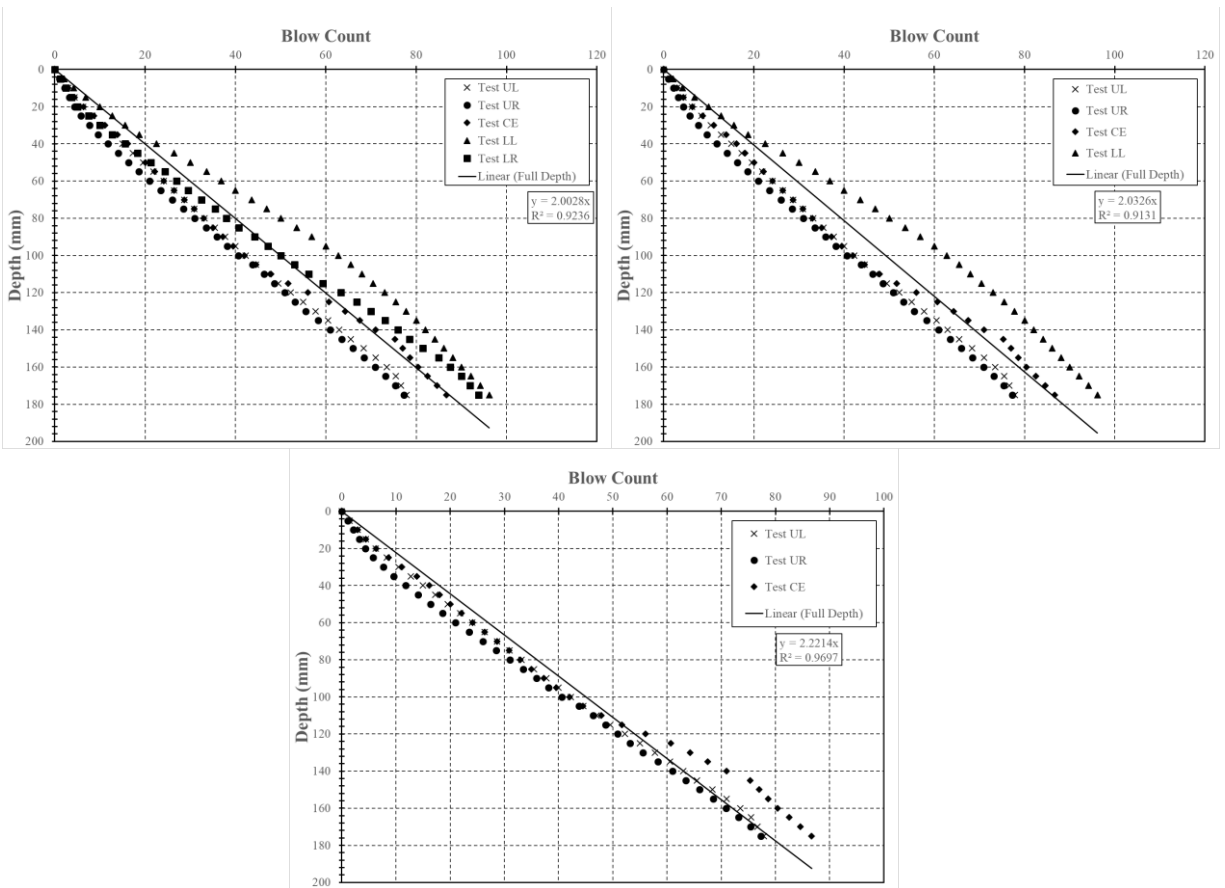 Blow Count
0 20 40 60 80 100 120
0
20
40
60
80
100
120
140
160
180
200
Depth (mm)
Test UL
Test UR
Test CE
Test LL
Test LR
Linear (Full Depth)
y = 2.0028x
R² = 0.9236
Blow Count
0 20 40 60 80 100 120
0
20
40
60
80
100
120
140
160
180
200
Depth (mm)
Test UL
Test UR
Test CE
Test LL
Linear (Full Depth)
y = 2.0326x
R² = 0.9131
Blow Count
0 10 20 30 40 50 60 70 80 90 100
0
20
40
60
80
100
120
140
160
180
200
Depth (mm)
Test UL
Test UR
Test CE
Linear (Full Depth)
y = 2.2214x
R² = 0.9697